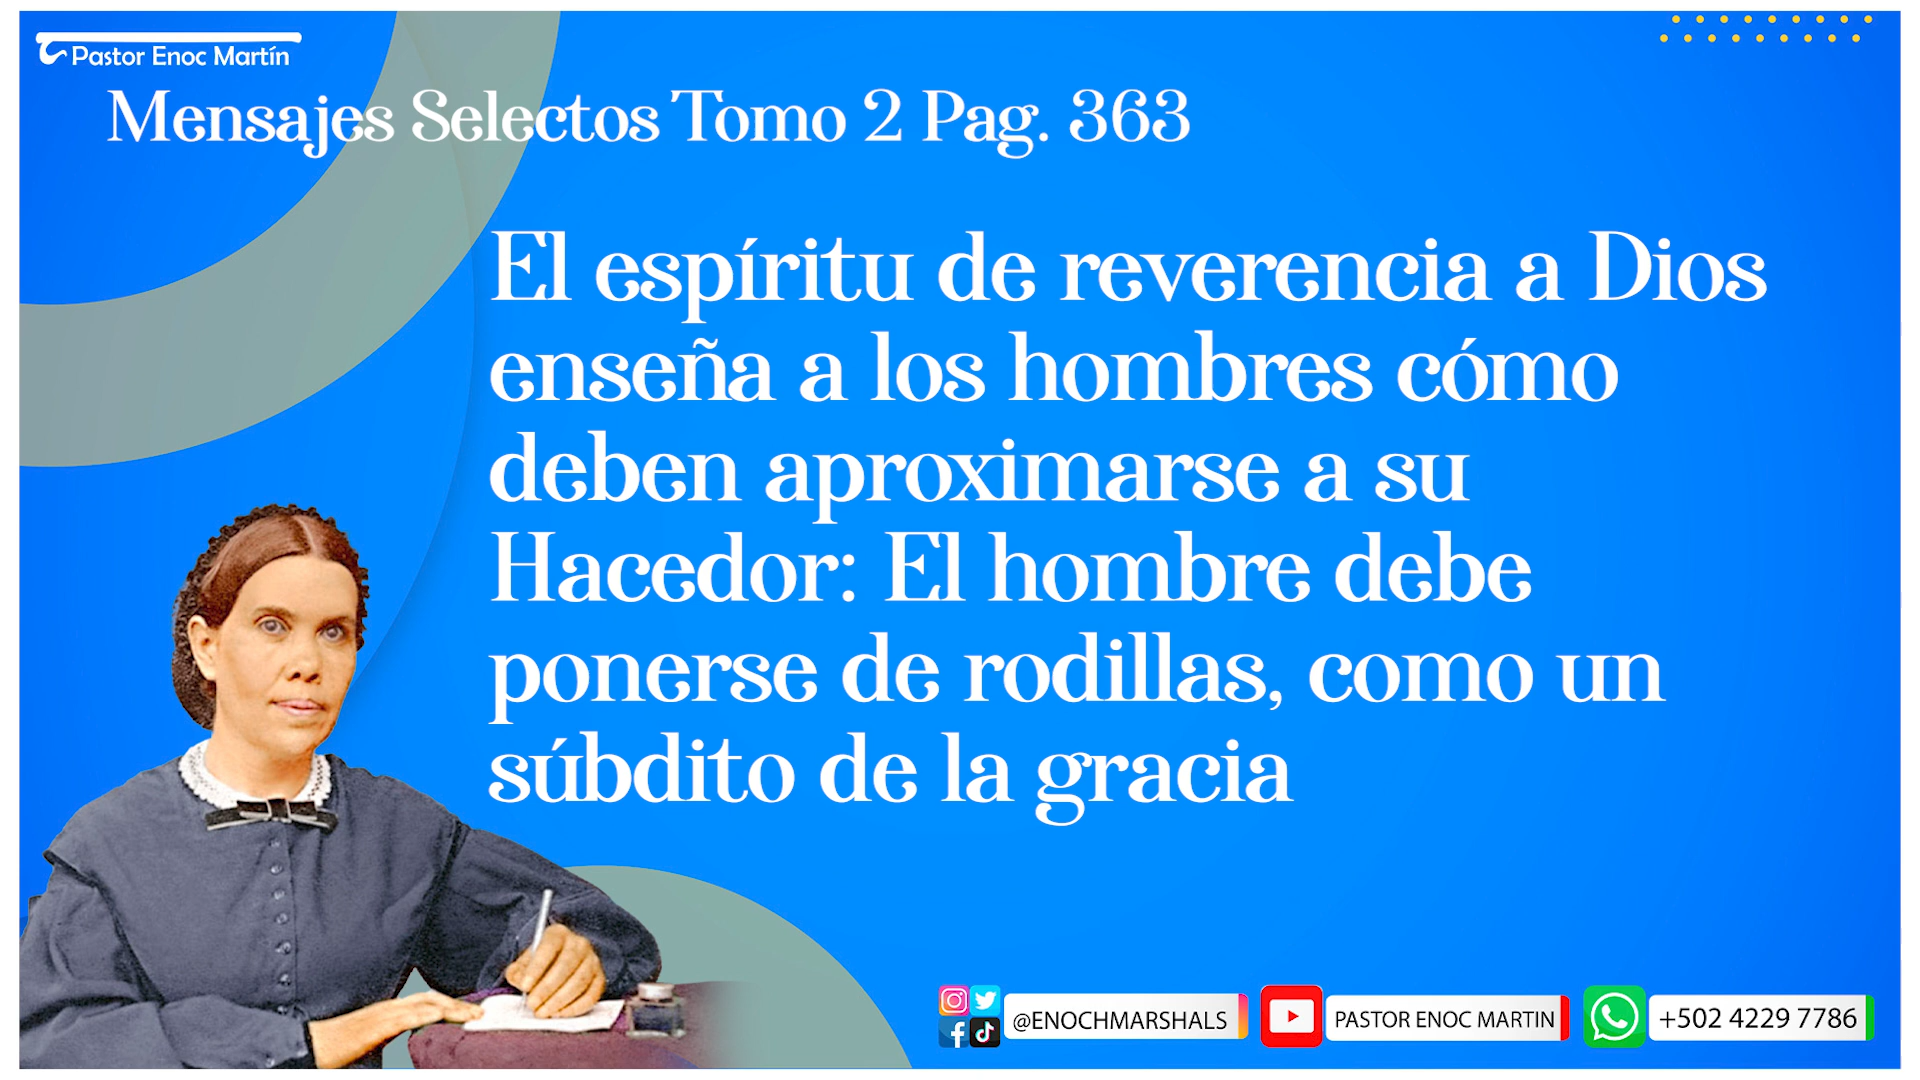 Pastor Enoc Martín
Mensajes Selectos Tomo 2 Pag. 363
El espíritu de reverencia a Dios
enseña a los hombres cómo
deben aproximarse a su
Hacedor: El hombre debe
ponerse de rodillas, como un
súbdito de la gracia
@ENOCHMARSHALS
PASTOR ENOC MARTIN
+502 4229 7786